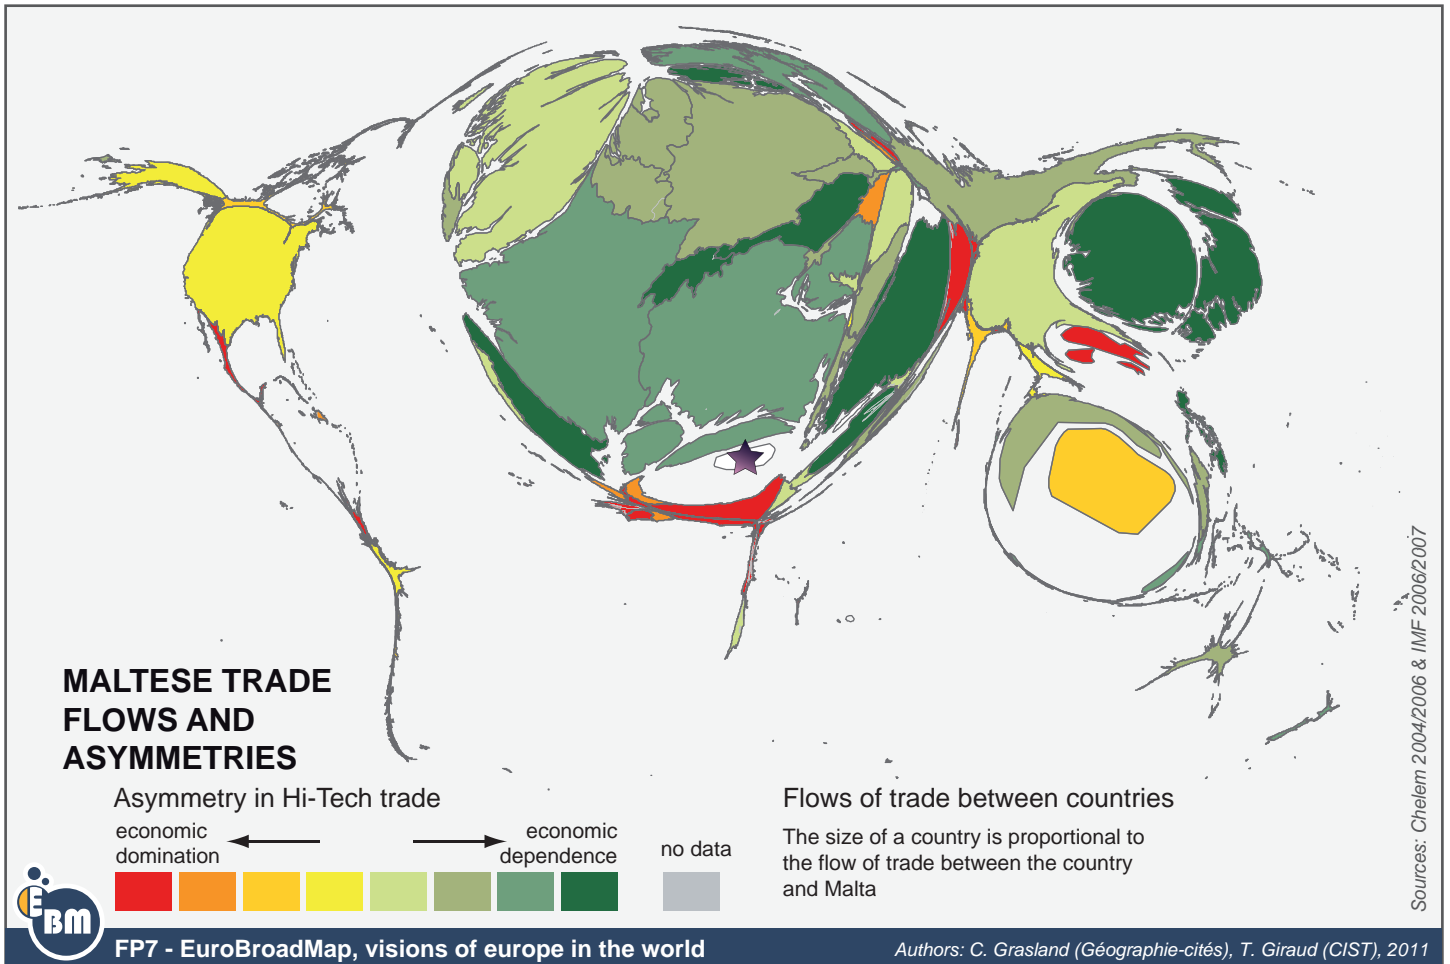 MALTESE TRADE
FLOWS AND
ASYMMETRIES
Asymmetry in Hi-Tech trade
economic
domination
economic
dependence
no data
Flows of trade between countries
The size of a country is proportional to
the flow of trade between the country
and Malta
Sources: Chelem 2004/2006 & IMF 2006/2007
EBM
FP7 - EuroBroadMap, visions of europe in the world
Authors: C. Grasland (Géographie-cités), T. Giraud (CIST), 2011